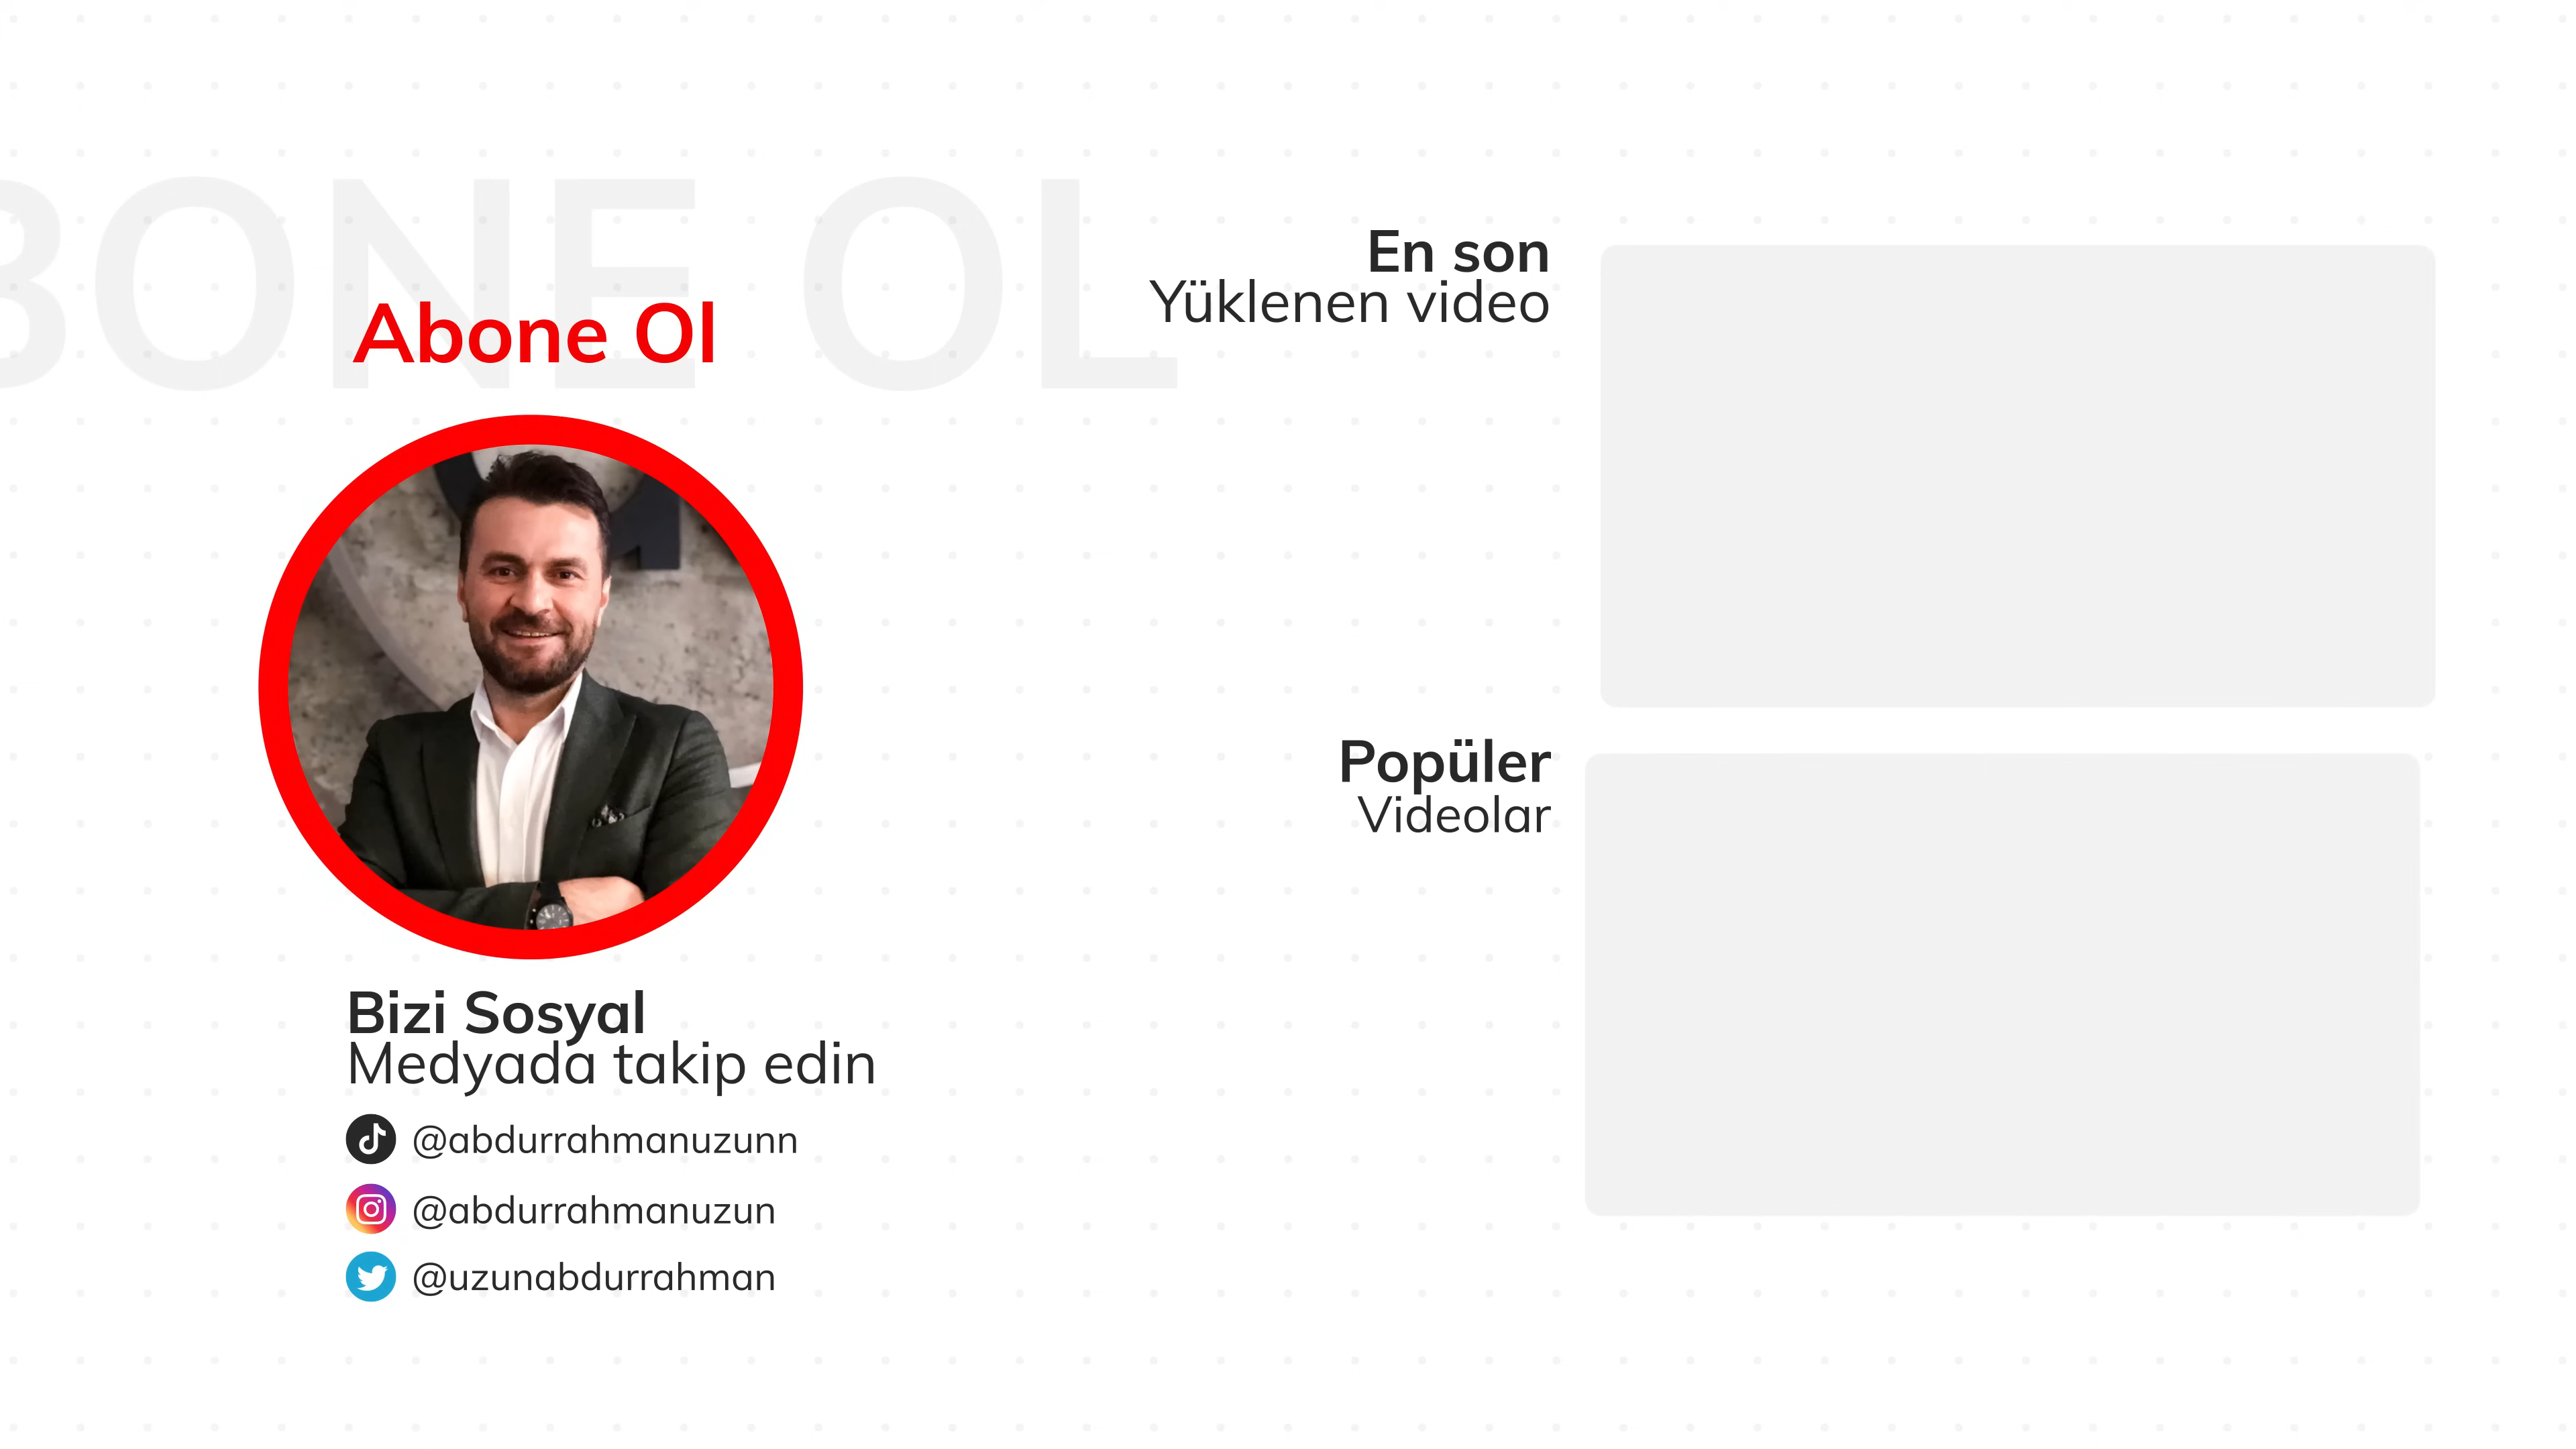 BONE OL
Abone Ol
En son
Yüklenen video
Popüler
Videolar
Bizi Sosyal
Medyada takip edin
@abdurrahmanuzunn
@abdurrahmanuzun
@uzunabdurrahman